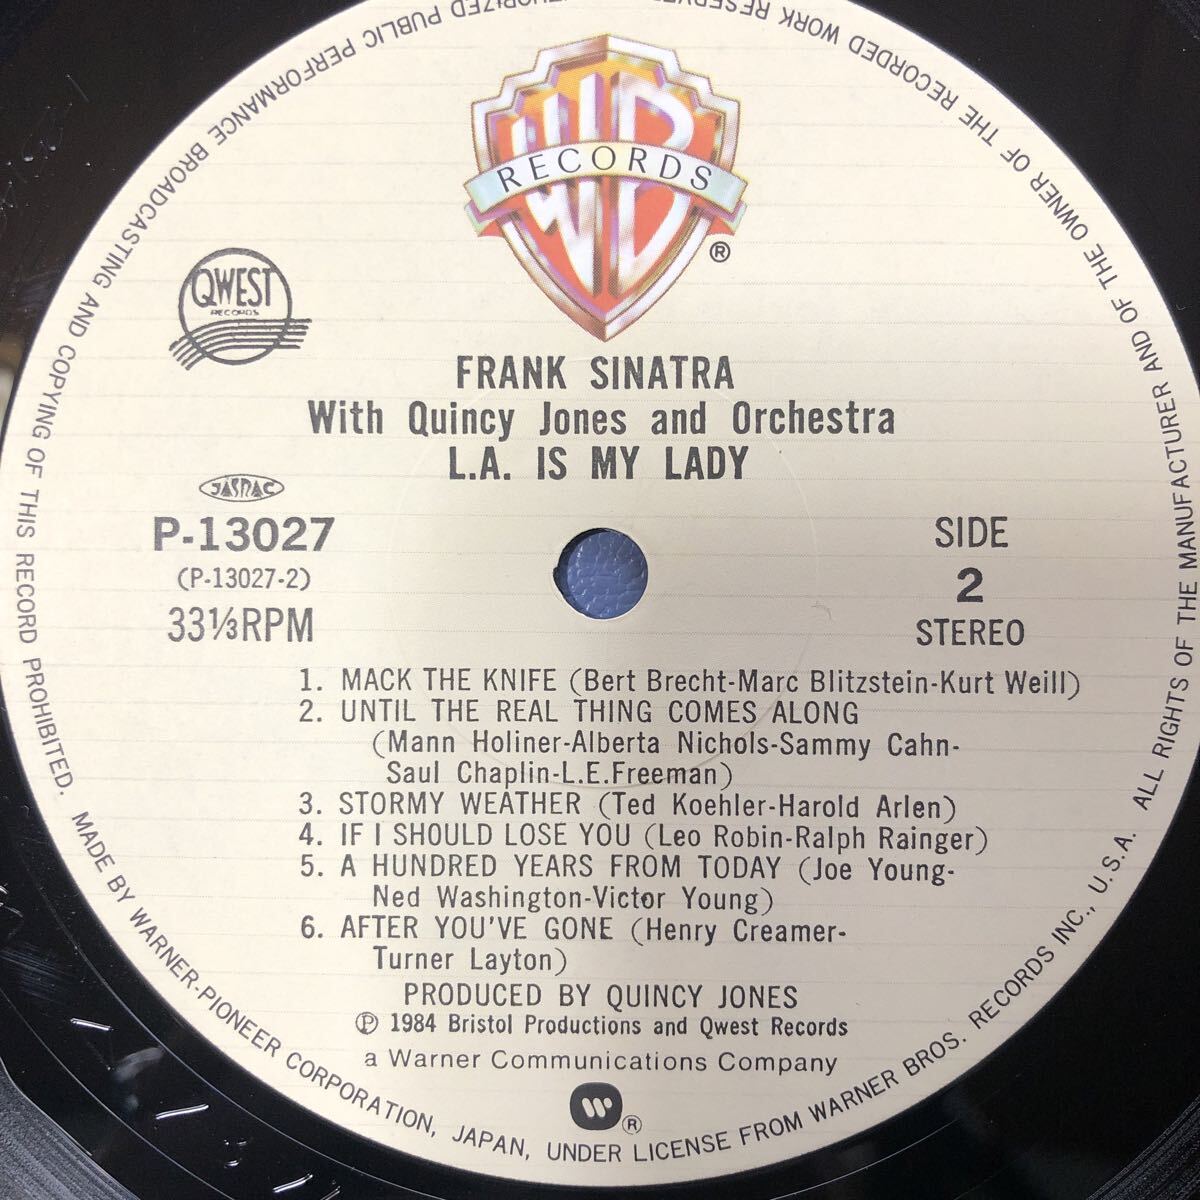 WB
RECORDS
®
QWEST
RECORDS
FRANK SINATRA
With Quincy Jones and Orchestra
L.A. IS MY LADY
JASRAC
P-13027
(P-13027-2)
33⅓RPM
SIDE
2
STEREO
1. MACK THE KNIFE (Bert Brecht-Marc Blitzstein-Kurt Weill)
2. UNTIL THE REAL THING COMES ALONG
(Mann Holiner-Alberta Nichols-Sammy Cahn-
Saul Chaplin-L.E.Freeman)
3. STORMY WEATHER (Ted Koehler-Harold Arlen)
4. IF I SHOULD LOSE YOU (Leo Robin-Ralph Rainger)
5. A HUNDRED YEARS FROM TODAY (Joe Young-
Ned Washington-Victor Young)
6. AFTER YOU'VE GONE (Henry Creamer-
Turner Layton)
PRODUCED BY QUINCY JONES
℗ 1984 Bristol Productions and Qwest Records
a Warner Communications Company
®
MADE BY WARNER-PIONEER CORPORATION, JAPAN, UNDER LICENSE FROM WARNER BROS. RECORDS INC., U.S.A. ALL RIGHTS OF THE MANUFACTURER AND OF THE OWNER OF THE RECORDED WORK PUBLIC PERFORMANCE BROADCASTING AND COPYING OF THIS RECORD PROHIBITED.